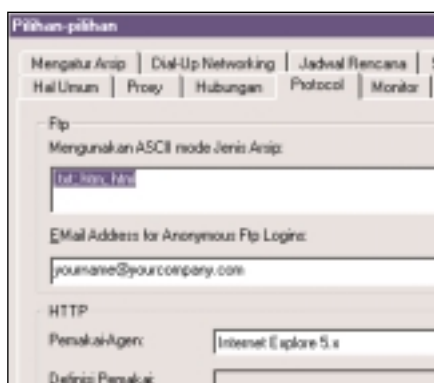 Pilihan-pilihan
Mengatur Arsip Dial-Up Networking Jadwal Rencana
Hal Umum Proxy Hubungan Protocol Monitor
Ftp
Mengunakan ASCII mode Jenis Arsip:
.txt;.htm;.html
EMail Address for Anonymous Ftp Logins:
yourname@yourcompany.com
HTTP
Pemakai-Agen: Internet Explore 5.x
Definisi Pemakai: